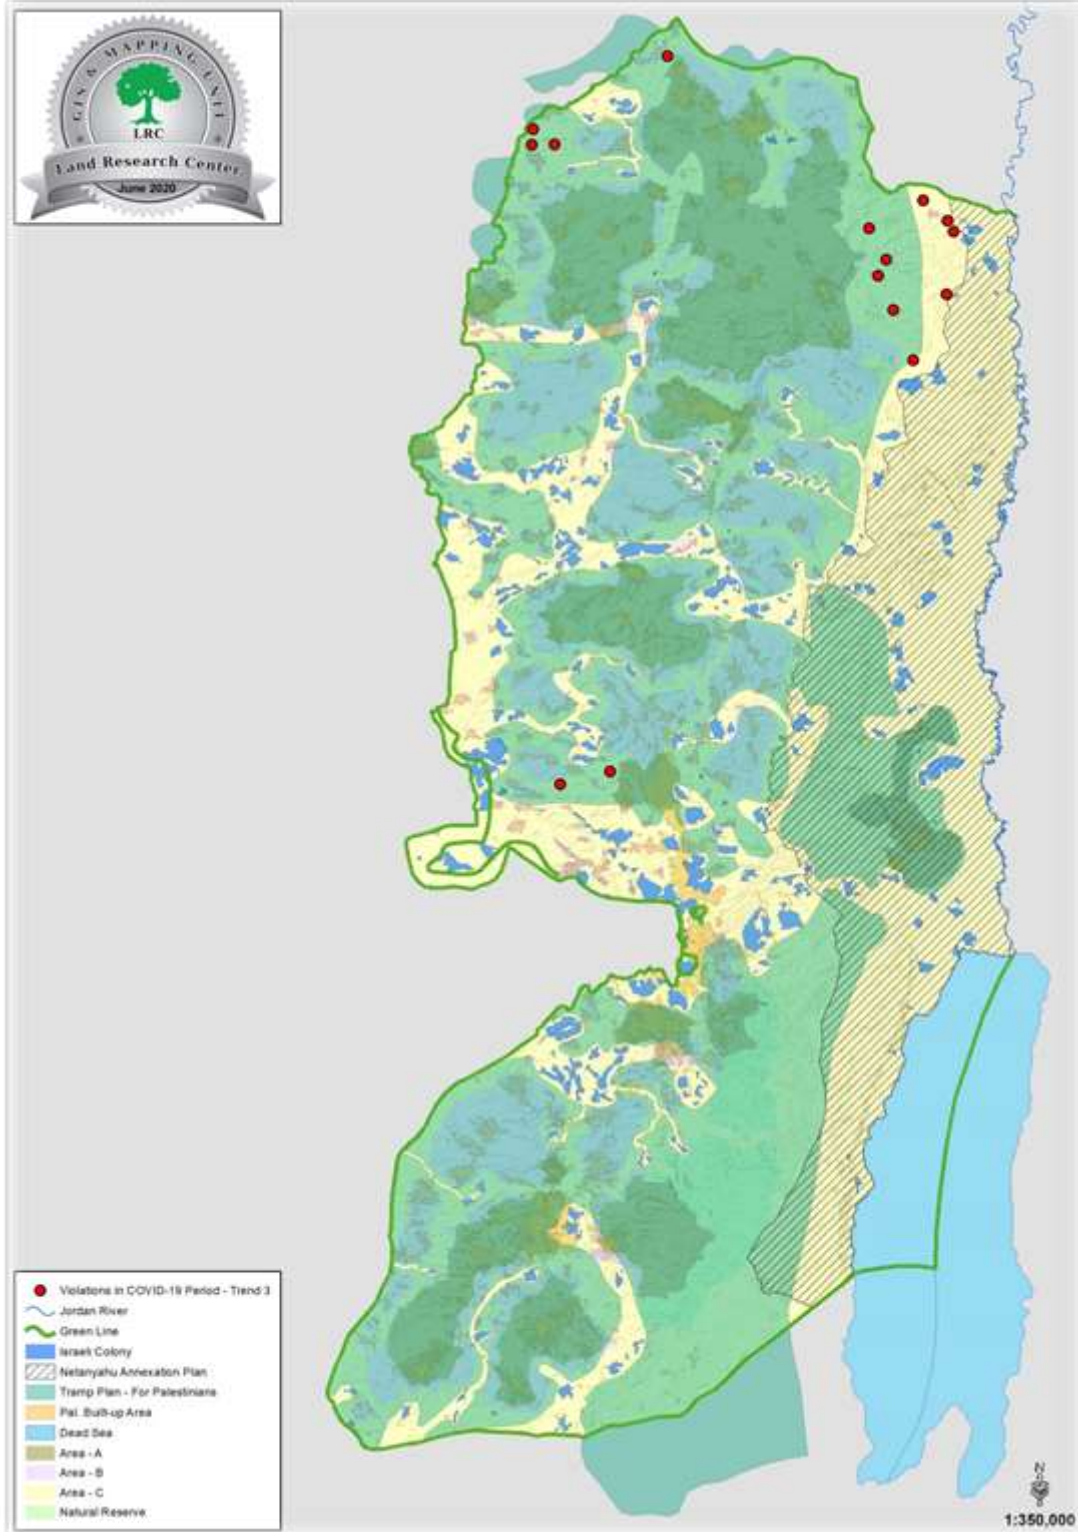 GIS & MAPPING UNIT
LRC
Land Research Center
June 2020
Violations in COVID-19 Period - Trend 3
Jordan River
Green Line
Israeli Colony
Netanyahu Annexation Plan
Tramp Plan - For Palestinians
Pal. Built-up Area
Dead Sea
Area - A
Area - B
Area - C
Natural Reserve
N
1:350,000